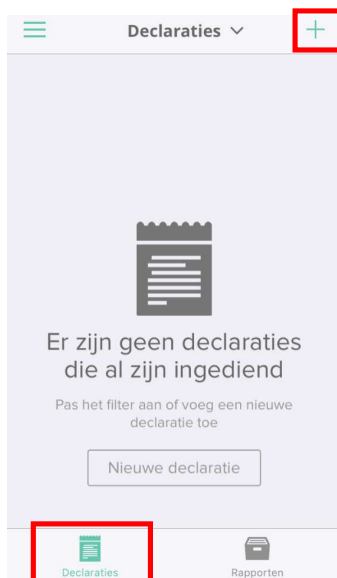 Declaraties
Er zijn geen declaraties
die al zijn ingediend
Pas het filter aan of voeg een nieuwe
declaratie toe
Nieuwe declaratie
Declaraties
Rapporten